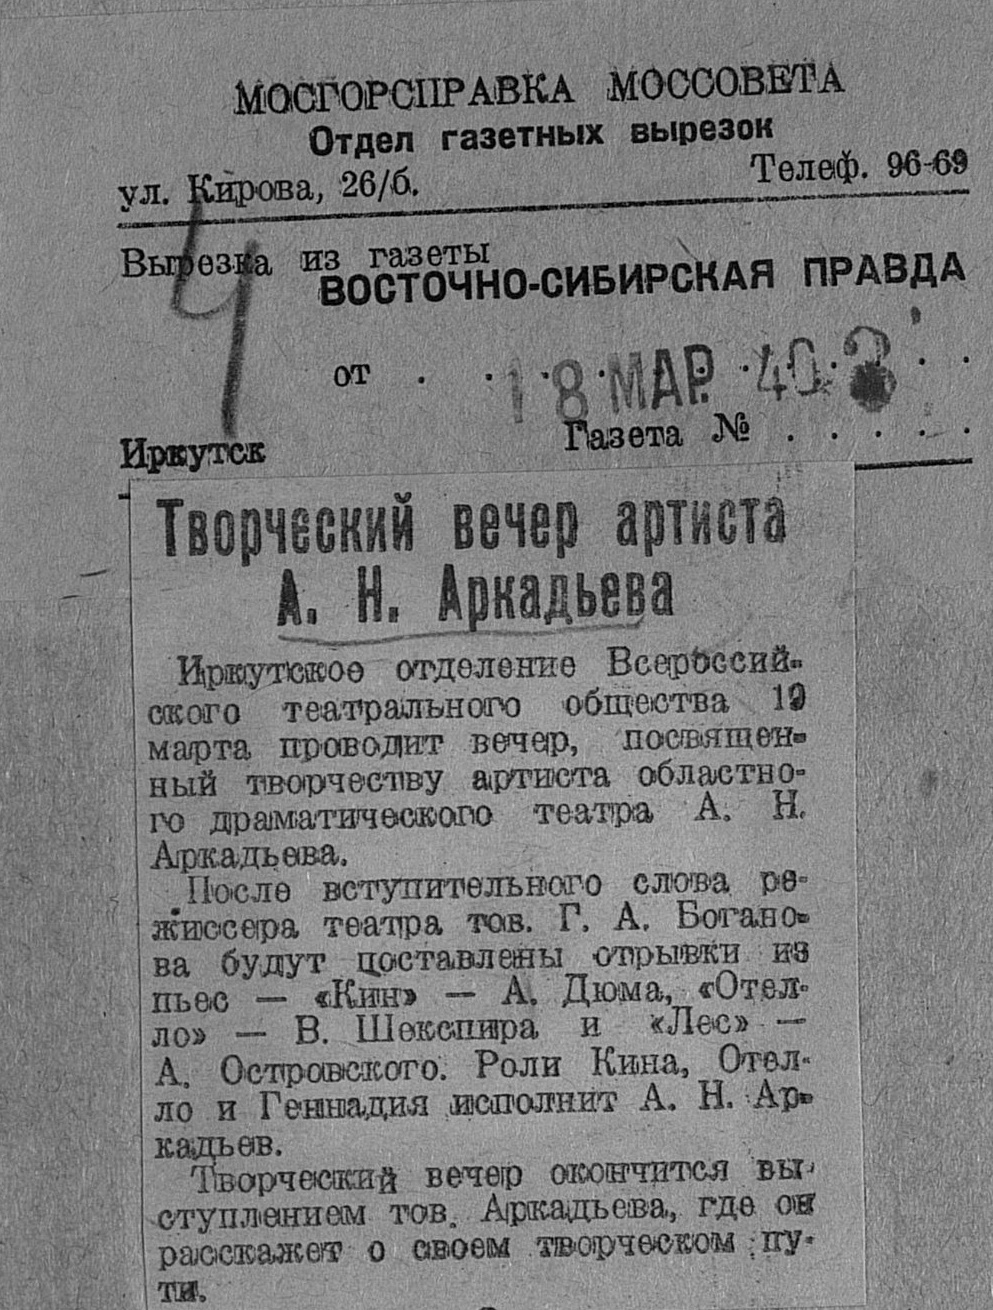 МОСГОРСПРАВКА МОССОВЕТА
Отдел газетных вырезок
ул. Кирова, 26/б. Телеф. 96-69
Вырезка из газеты
ВОСТОЧНО-СИБИРСКАЯ ПРАВДА
от . . 18 МАР. 40 . .
Иркутск Газета № . . . . .
Творческий вечер артиста
А. Н. Аркадьева
Иркутское отделение Всероссий-
ского театрального общества 19
марта проводит вечер, посвящен-
ный творчеству артиста областно-
го драматического театра А. Н.
Аркадьева.
После вступительного слова ре-
жиссера театра тов. Г. А. Богано-
ва будут поставлены отрывки из
пьес — «Кин» — А. Дюма, «Отел-
ло» — В. Шекспира и «Лес» —
А. Островского. Роли Кина, Отел-
ло и Геннадия исполнит А. Н. Ар-
кадьев.
Творческий вечер окончится вы-
ступлением тов. Аркадьева, где он
расскажет о своем творческом пу-
ти.